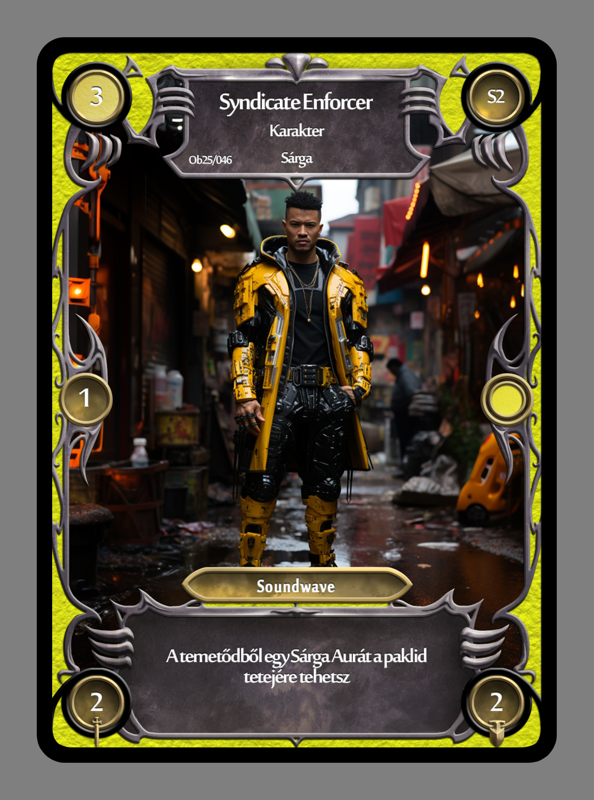 3
Syndicate Enforcer
S2
Karakter
Ob25/046
Sárga
1
Soundwave
A temetődből egy Sárga Aurát a paklid
tetejére tehetsz
2
2